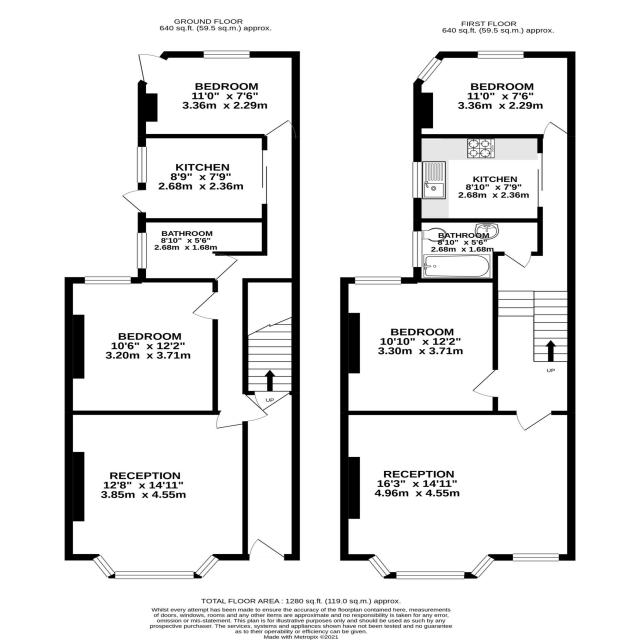 GROUND FLOOR
640 sq.ft. (59.5 sq.m.) approx.
BEDROOM
11'0" x 7'6"
3.36m x 2.29m
KITCHEN
8'9" x 7'9"
2.68m x 2.36m
BATHROOM
8'10" x 5'6"
2.68m x 1.68m
BEDROOM
10'6" x 12'2"
3.20m x 3.71m
UP
RECEPTION
12'8" x 14'11"
3.85m x 4.55m
FIRST FLOOR
640 sq.ft. (59.5 sq.m.) approx.
BEDROOM
11'0" x 7'6"
3.36m x 2.29m
KITCHEN
8'10" x 7'9"
2.68m x 2.36m
BATHROOM
8'10" x 5'6"
2.68m x 1.68m
BEDROOM
10'10" x 12'2"
3.30m x 3.71m
UP
RECEPTION
16'3" x 14'11"
4.96m x 4.55m
TOTAL FLOOR AREA : 1280 sq.ft. (119.0 sq.m.) approx.
Whilst every attempt has been made to ensure the accuracy of the floorplan contained here, measurements
of doors, windows, rooms and any other items are approximate and no responsibility is taken for any error,
omission or mis-statement. This plan is for illustrative purposes only and should be used as such by any
prospective purchaser. The services, systems and appliances shown have not been tested and no guarantee
as to their operability or efficiency can be given.
Made with Metropix ©2021